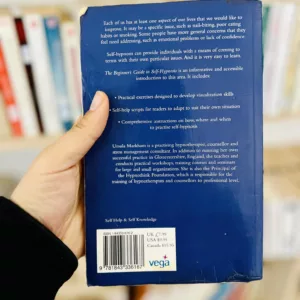 Each of us has at least one aspect of our lives that we would like to
improve. It may be a specific issue, such as nail-biting, poor eating
habits or smoking. Some people have more general concerns that they
feel need addressing, such as emotional problems or lack of confidence.
Self-hypnosis can provide individuals with a means of coming to
terms with their own particular issues. And it is very easy to learn.
The Beginner's Guide to Self-Hypnosis is an informative and accessible
introduction to this area. It includes:
• Practical exercises designed to develop visualization skills
• Self-help scripts for readers to adapt to suit their own situation
• Comprehensive instructions on how, where and when
to practise self-hypnosis
Ursula Markham is a practising hypnotherapist, counsellor and
stress management consultant. In addition to running her own
successful practice in Gloucestershire, England, she teaches and
conducts practical workshops, training courses and seminars for
large companies and small groups. She is also the Principal of
the Hypnothink Foundation, which is responsible for the
training of hypnotherapists and counsellors to professional level.
Self Help & Self Knowledge
vega